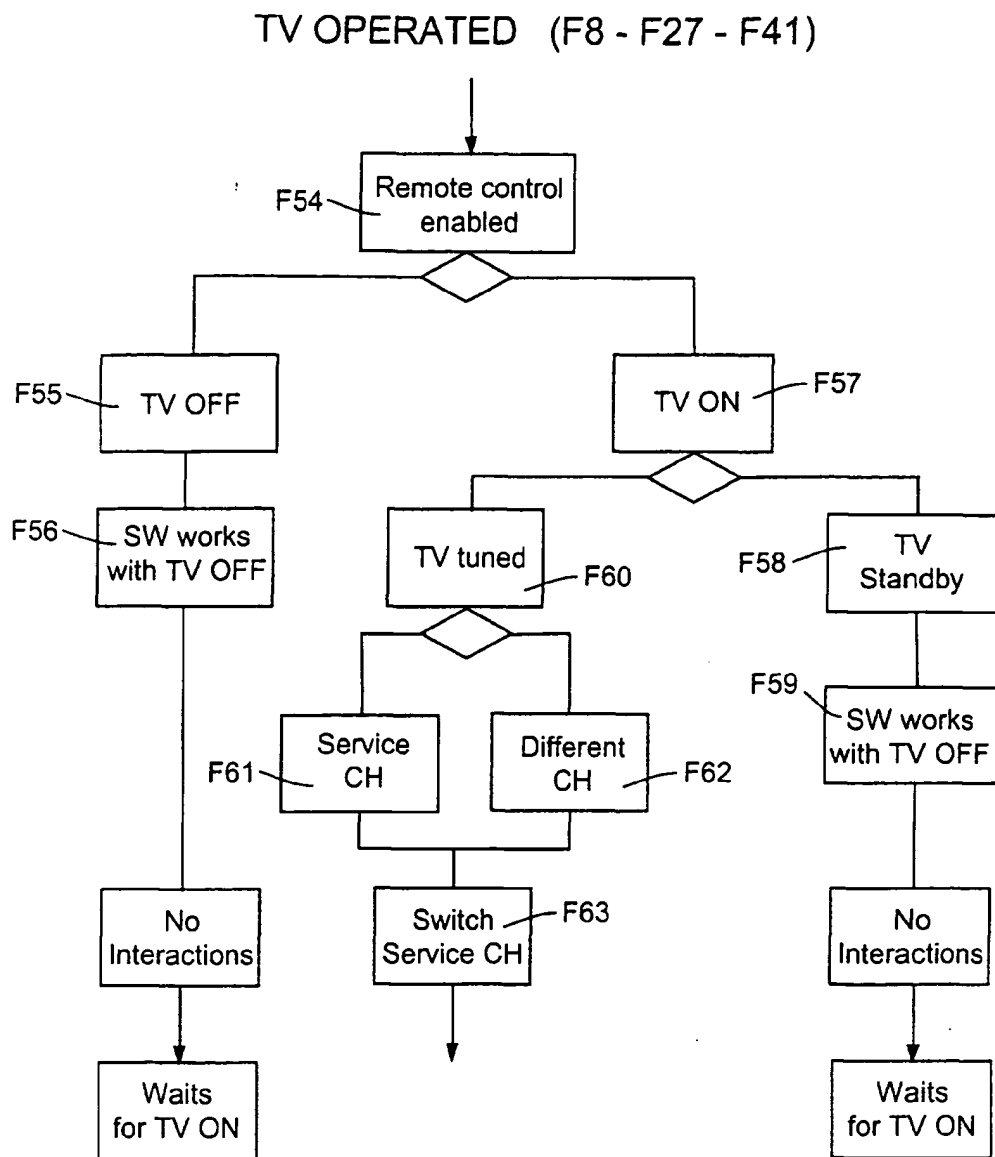 TV OPERATED (F8 - F27 - F41)
F54
Remote control
enabled
F55
TV OFF
TV ON
F57
F56
SW works
with TV OFF
TV tuned
F60
F58
TV
Standby
F61
Service
CH
Different
CH
F62
F59
SW works
with TV OFF
No
Interactions
Switch
Service CH
F63
No
Interactions
Waits
for TV ON
Waits
for TV ON